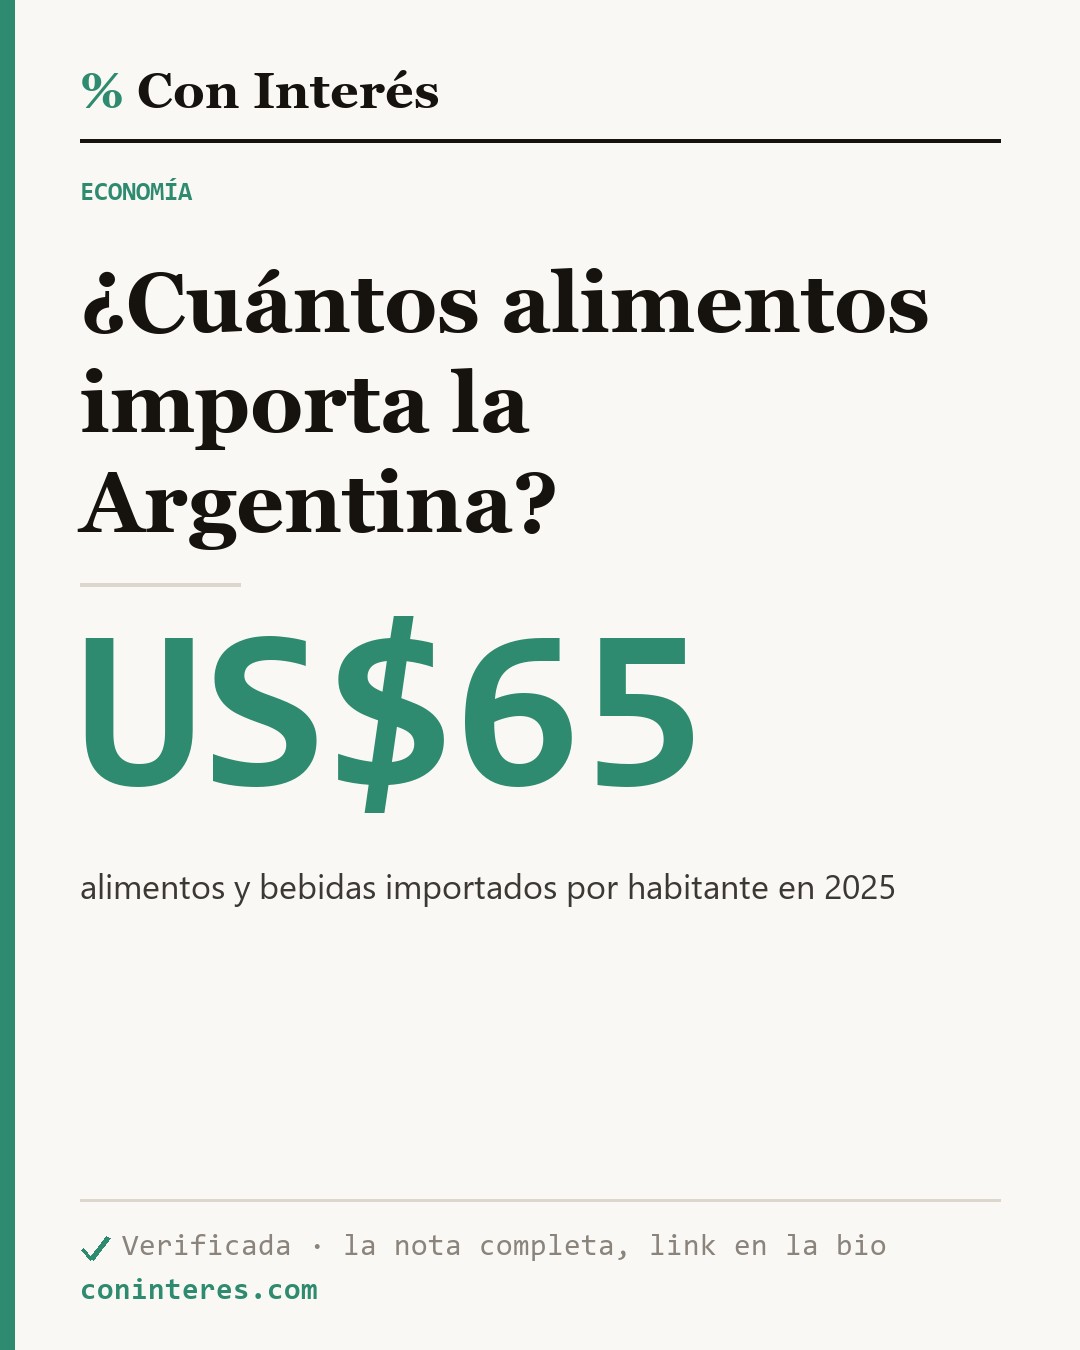 % Con Interés
ECONOMÍA
¿Cuántos alimentos
importa la
Argentina?
US$65
alimentos y bebidas importados por habitante en 2025
✓ Verificada · la nota completa, link en la bio
coninteres.com